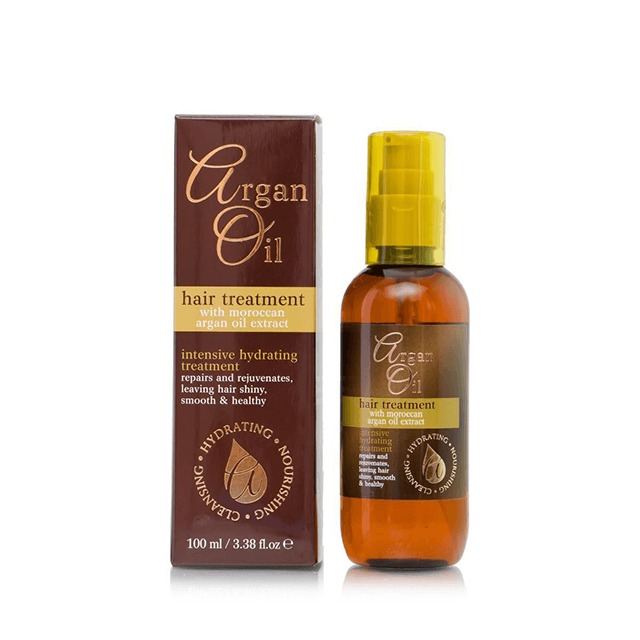 Argan
Oil
hair treatment
with moroccan
argan oil extract
intensive hydrating
treatment
repairs and rejuvenates,
leaving hair shiny,
smooth & healthy
CLEANSING • HYDRATING • NOURISHING •
100 ml / 3.38 fl.oz ℮
Argan
Oil
hair treatment
with moroccan
argan oil extract
intensive
hydrating
treatment
repairs and
rejuvenates,
leaving hair
shiny, smooth
& healthy
CLEANSING • HYDRATING • NOURISHING •